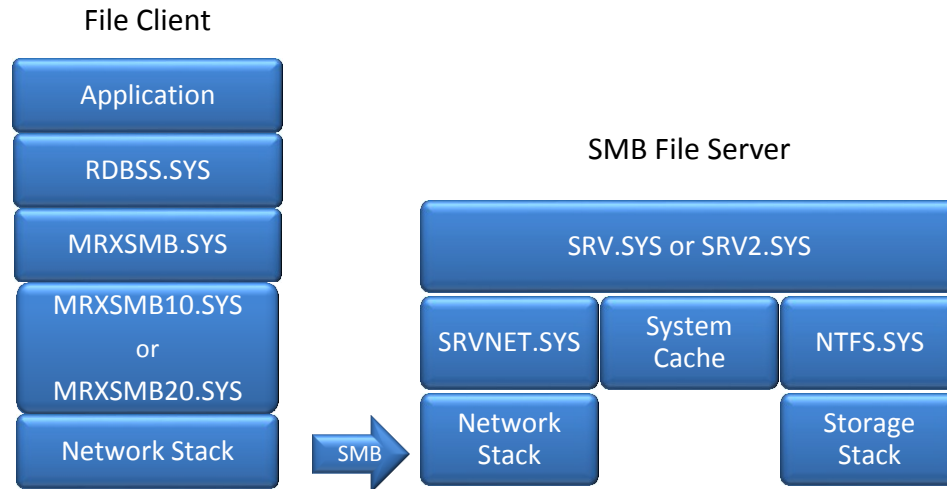 File Client
Application
RDBSS.SYS
MRXSMB.SYS
MRXSMB10.SYS
or
MRXSMB20.SYS
Network Stack
SMB
SMB File Server
SRV.SYS or SRV2.SYS
SRVNET.SYS
System
Cache
NTFS.SYS
Network
Stack
Storage
Stack